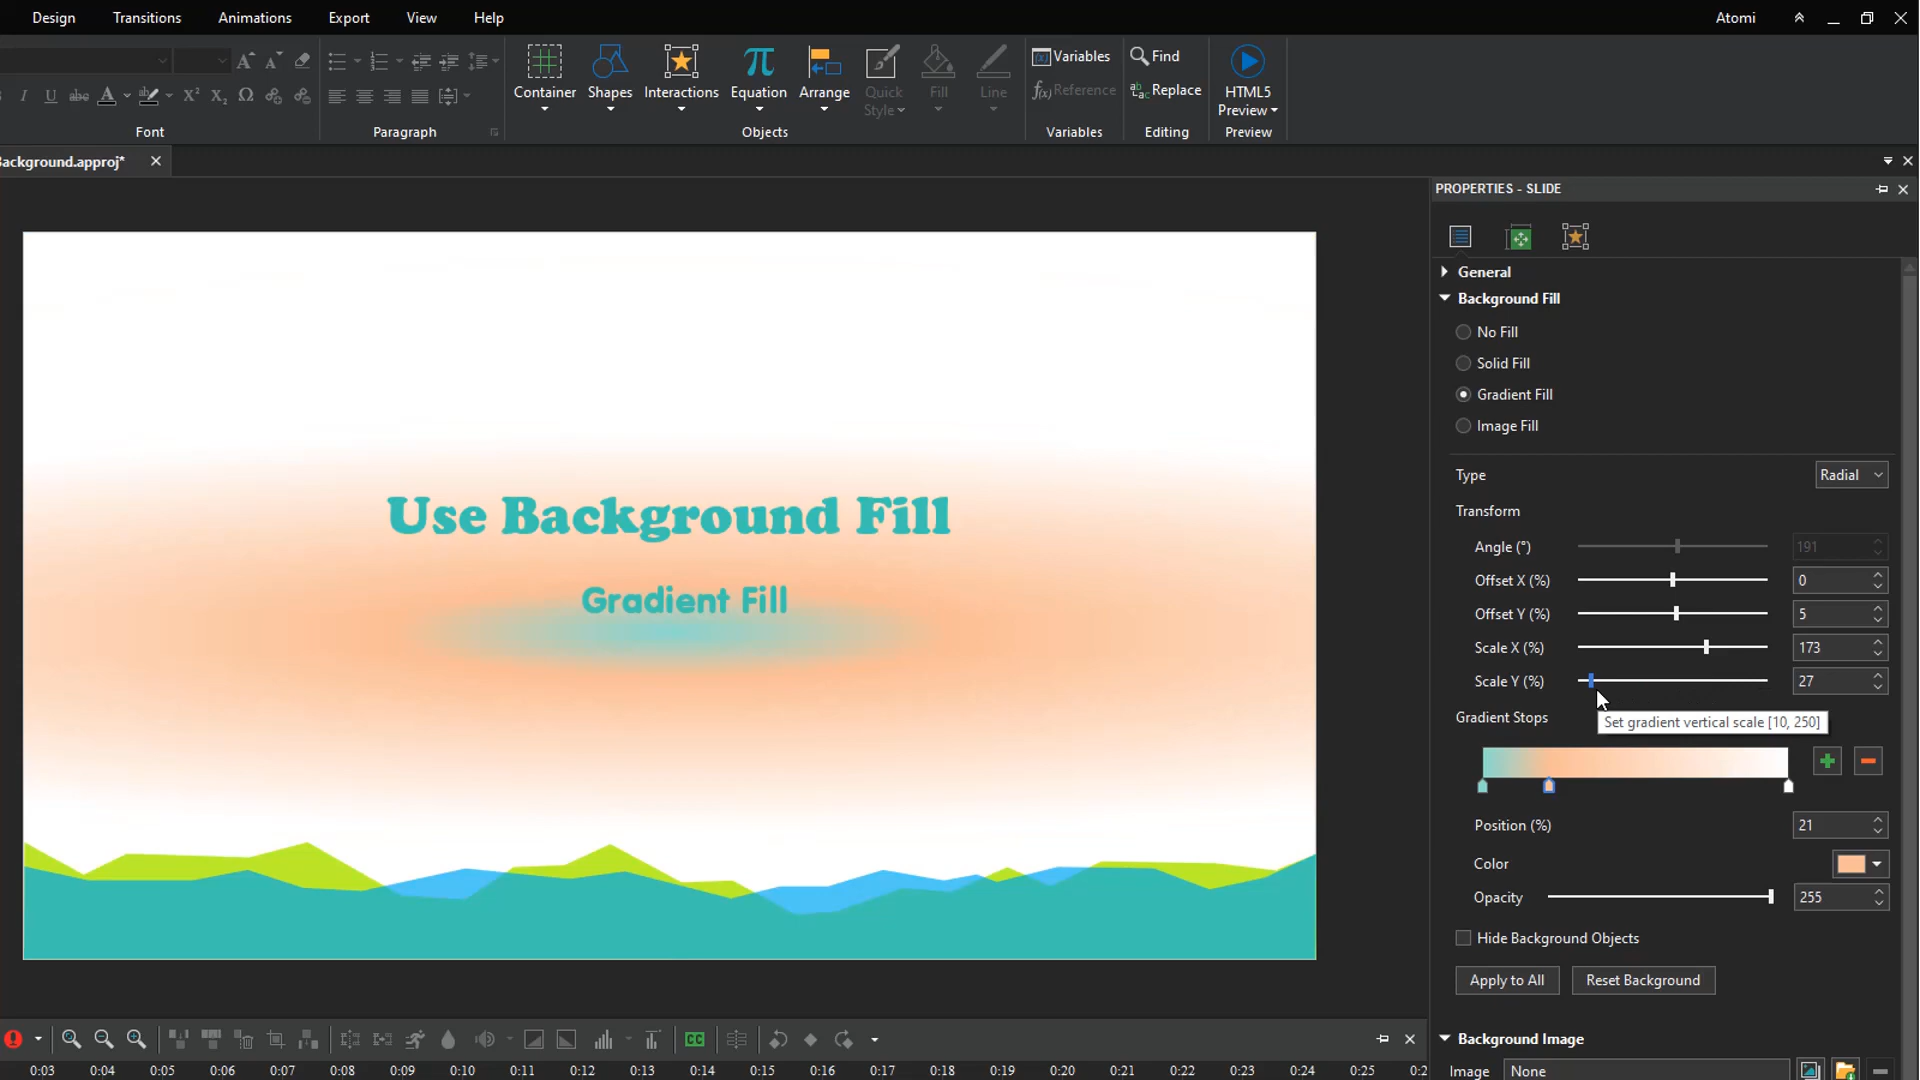 Design Transitions Animations Export View Help Atomi
Container Shapes Interactions Equation Arrange Quick Style Fill Line
Variables Find
Reference Replace
HTML5 Preview
Font Paragraph Objects Variables Editing Preview
Background.approj*
PROPERTIES - SLIDE
General
Background Fill
No Fill
Solid Fill
Gradient Fill
Image Fill
Type Radial
Transform
Angle (°) 191
Offset X (%) 0
Offset Y (%) 5
Scale X (%) 173
Scale Y (%) 27
Set gradient vertical scale [10, 250]
Gradient Stops
Position (%) 21
Color
Opacity 255
Hide Background Objects
Apply to All Reset Background
Background Image
Image None
Use Background Fill
Gradient Fill
CC
0:03 0:04 0:05 0:06 0:07 0:08 0:09 0:10 0:11 0:12 0:13 0:14 0:15 0:16 0:17 0:18 0:19 0:20 0:21 0:22 0:23 0:24 0:25